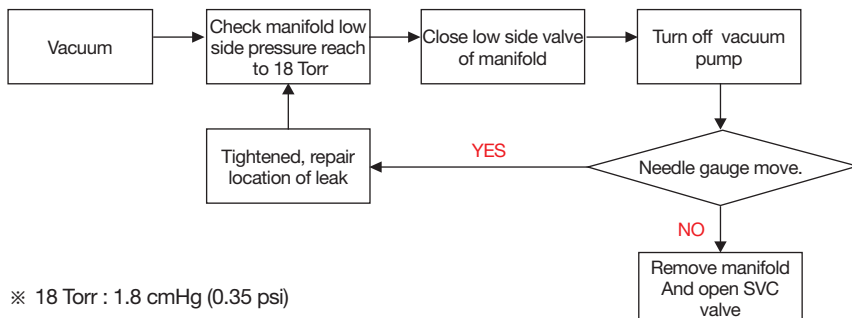 Vacuum
Check manifold low
side pressure reach
to 18 Torr
Close low side valve
of manifold
Turn off vacuum
pump
Needle gauge move.
YES
Tightened, repair
location of leak
NO
Remove manifold
And open SVC
valve
※ 18 Torr : 1.8 cmHg (0.35 psi)